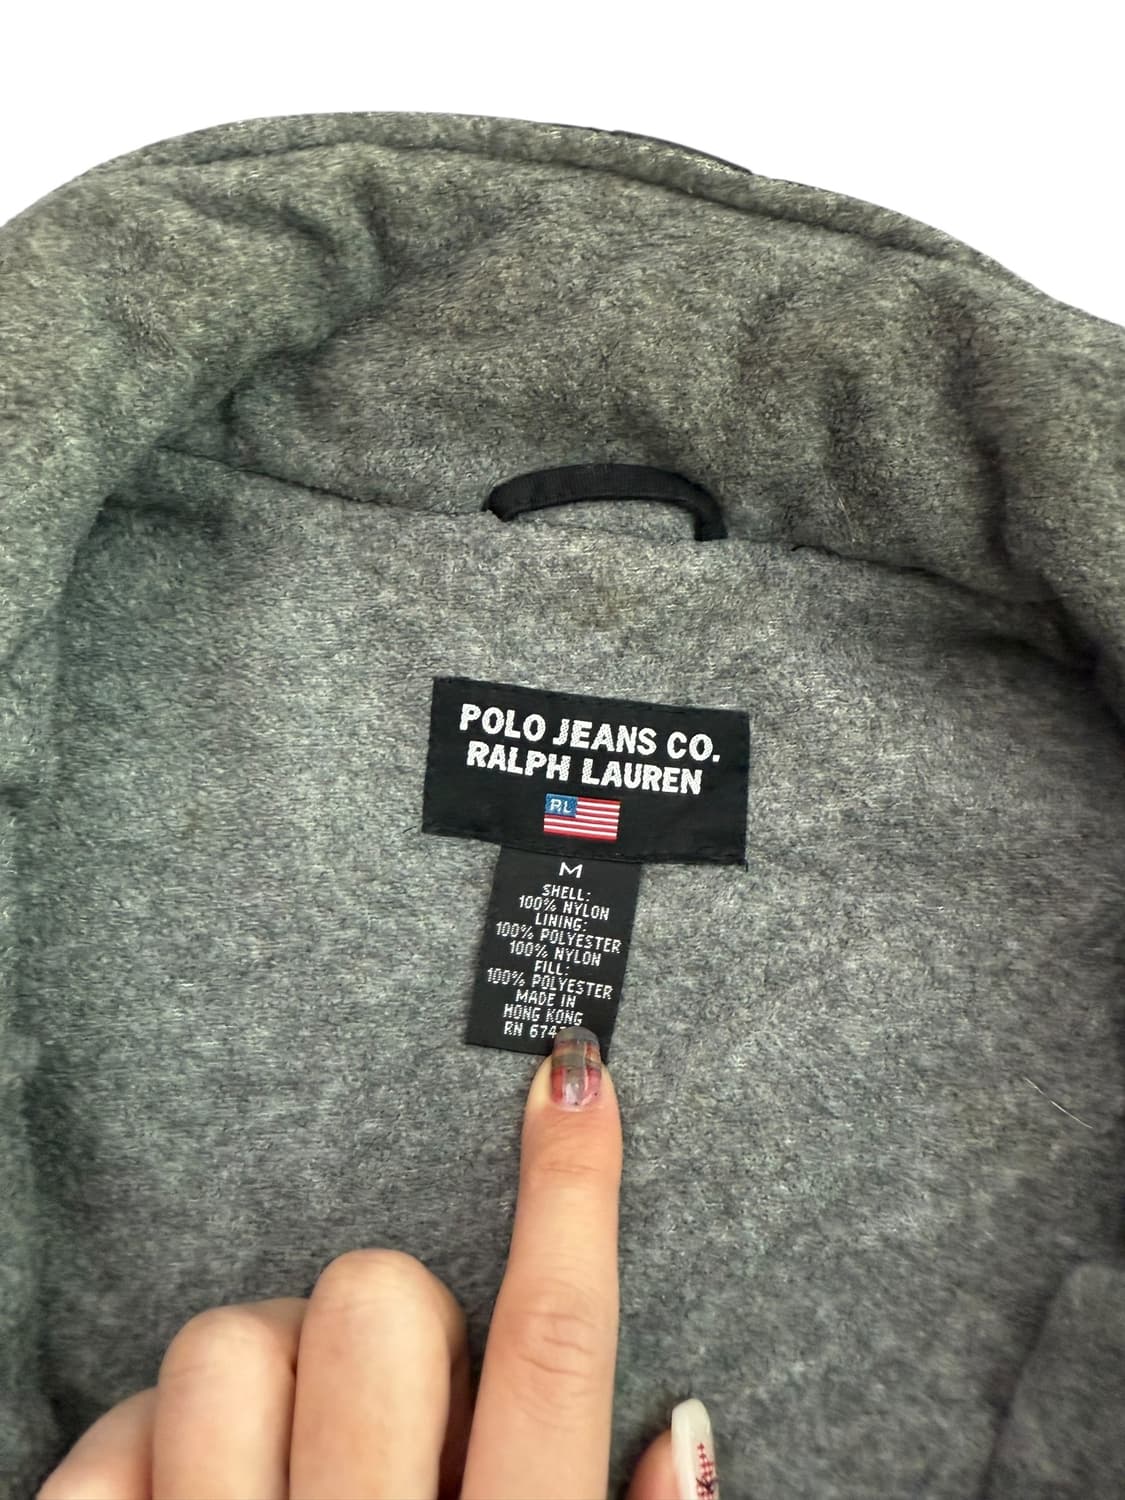 POLO JEANS CO.
RALPH LAUREN
RL
M
SHELL:
100% NYLON
LINING:
100% POLYESTER
100% NYLON
FILL:
100% POLYESTER
MADE IN
HONG KONG
RN